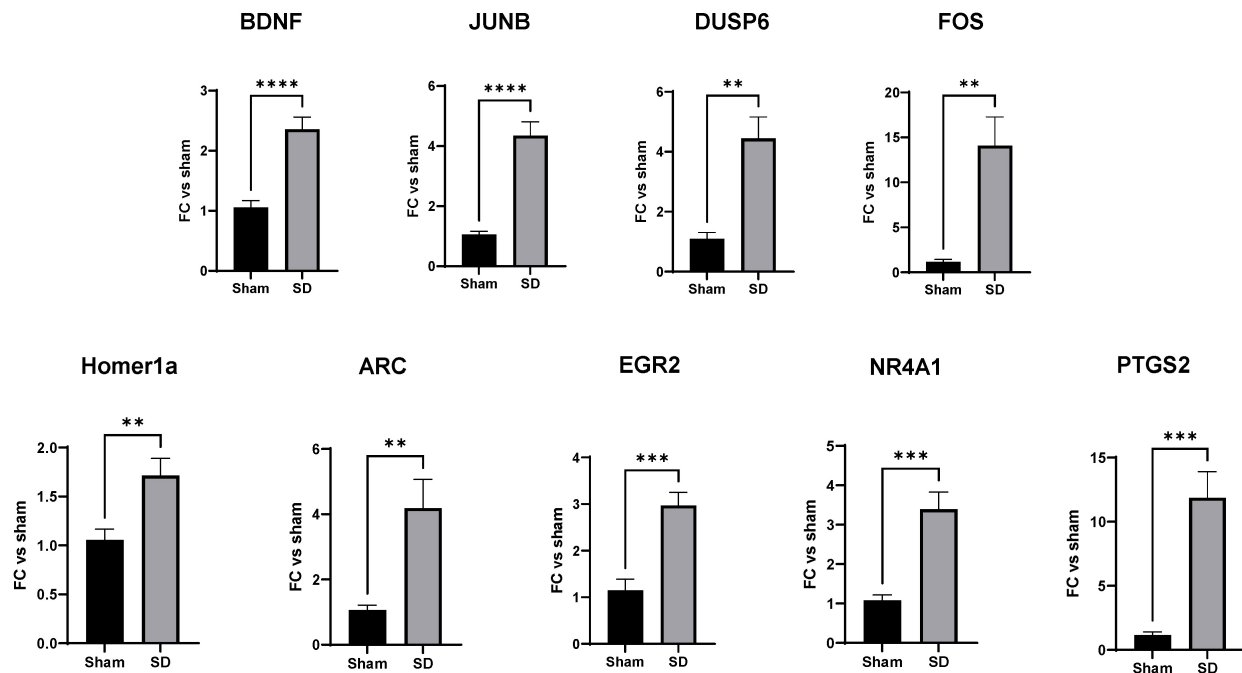 BDNF
JUNB
DUSP6
FOS
****
****
**
**
FC vs sham
3
2
1
0
FC vs sham
6
4
2
0
FC vs sham
6
4
2
0
FC vs sham
20
15
10
5
0
Sham SD
Sham SD
Sham SD
Sham SD
Homer1a
ARC
EGR2
NR4A1
PTGS2
**
**
***
***
***
FC vs sham
2.0
1.5
1.0
0.5
0.0
FC vs sham
6
4
2
0
FC vs sham
4
3
2
1
0
FC vs sham
5
4
3
2
1
0
FC vs sham
15
10
5
0
Sham SD
Sham SD
Sham SD
Sham SD
Sham SD